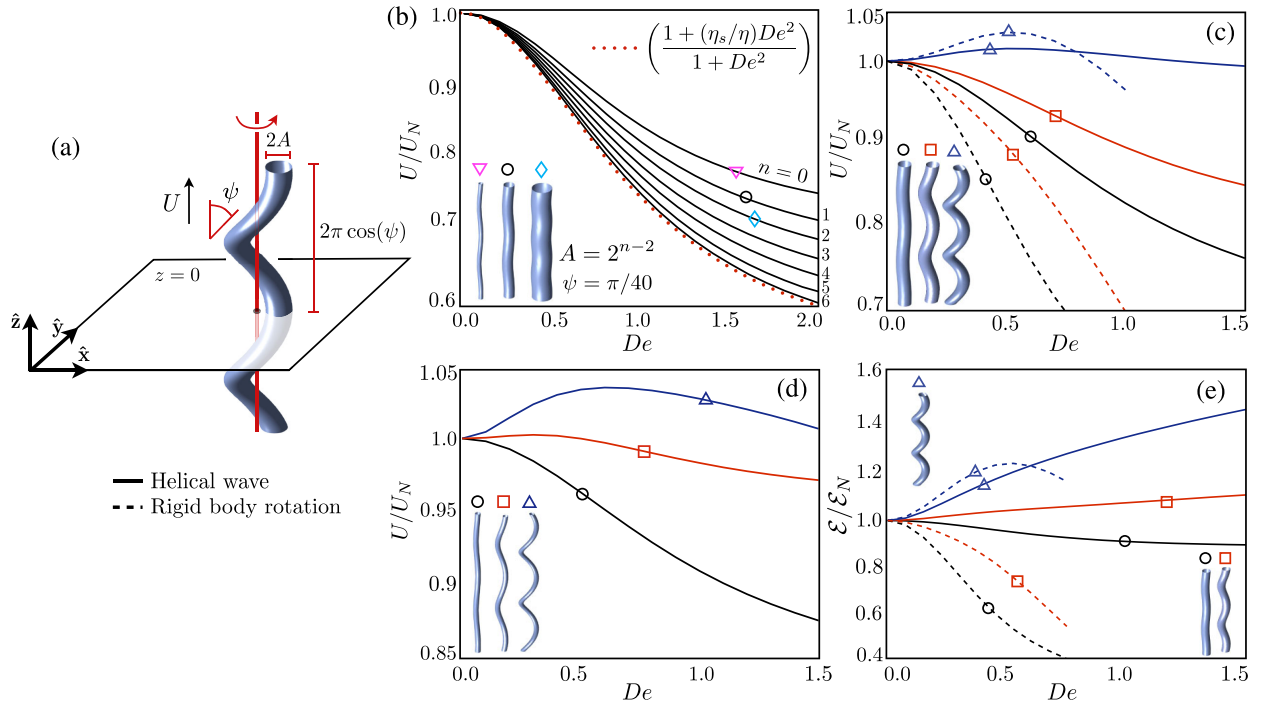 (a)
2A
ψ
U
2π cos(ψ)
z = 0
ẑ
ŷ
x̂
Helical wave
Rigid body rotation
(b)
1.0
0.9
0.8
0.7
0.6
U/U_N
(1 + (η_s/η)De² / 1 + De²)
n = 0
1
2
3
4
5
6
A = 2^{n−2}
ψ = π/40
0.0 0.5 1.0 1.5 2.0
De
(c)
1.05
1.0
0.9
0.8
0.7
U/U_N
0.0 0.5 1.0 1.5
De
(d)
1.05
1.0
0.95
0.9
0.85
U/U_N
0.0 0.5 1.0 1.5
De
(e)
1.6
1.4
1.2
1.0
0.8
0.6
0.4
ℰ/ℰ_N
0.0 0.5 1.0 1.5
De